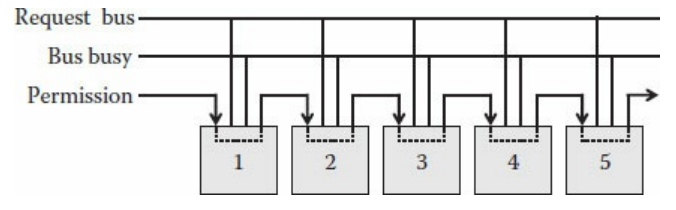 Request bus
Bus busy
Permission
1 2 3 4 5